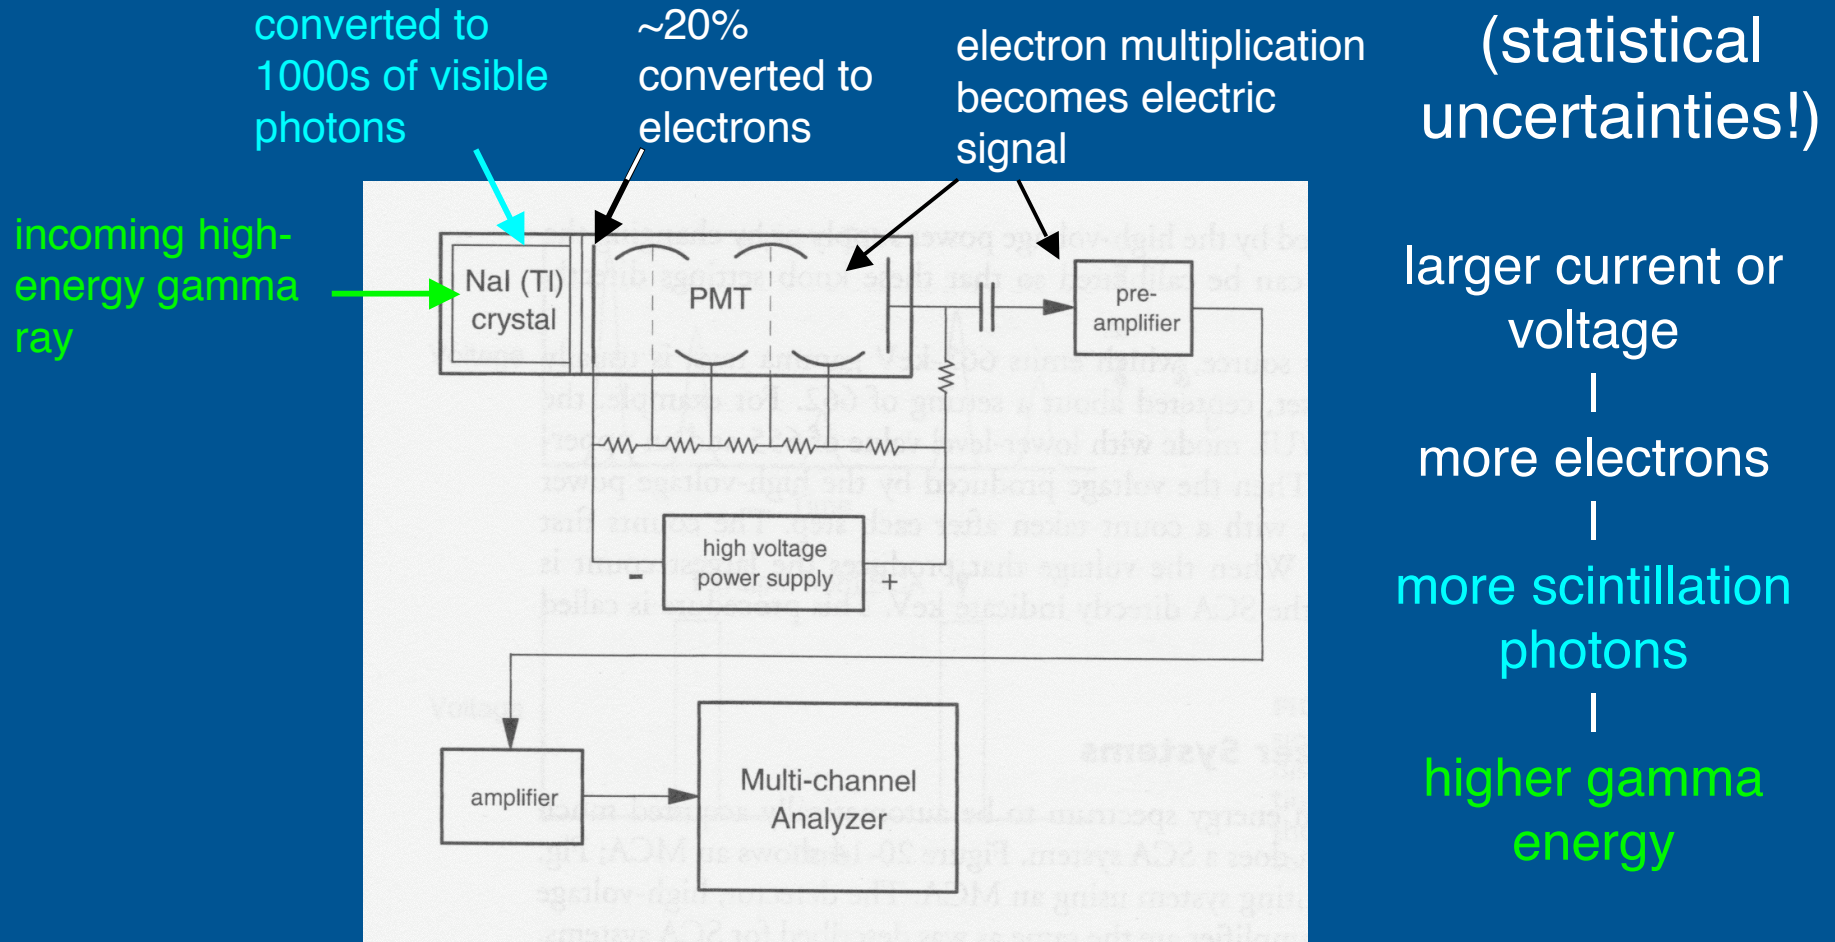 converted to
1000s of visible
photons
~20%
converted to
electrons
electron multiplication
becomes electric
signal
(statistical
uncertainties!)
incoming high-
energy gamma
ray
NaI (Tl)
crystal
PMT
pre-
amplifier
high voltage
power supply
-
+
amplifier
Multi-channel
Analyzer
larger current or
voltage
more electrons
more scintillation
photons
higher gamma
energy